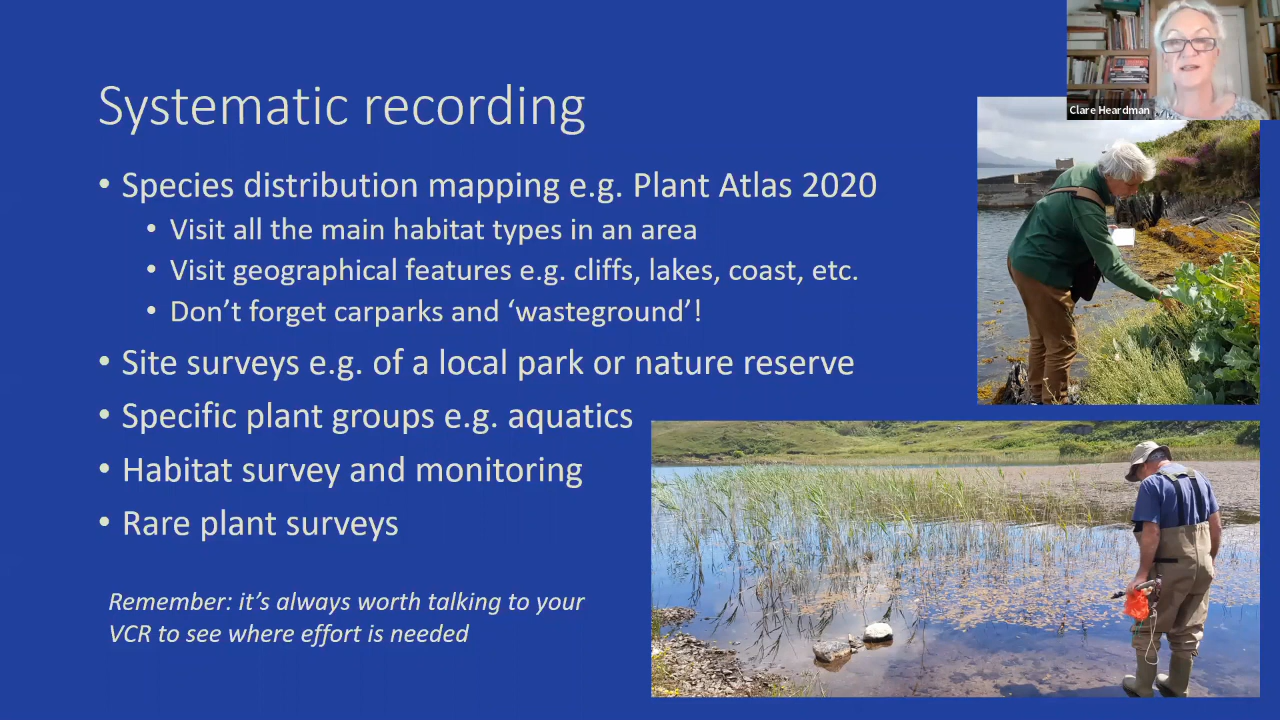 Clare Heardman
Systematic recording
• Species distribution mapping e.g. Plant Atlas 2020
• Visit all the main habitat types in an area
• Visit geographical features e.g. cliffs, lakes, coast, etc.
• Don’t forget carparks and ‘wasteground’!
• Site surveys e.g. of a local park or nature reserve
• Specific plant groups e.g. aquatics
• Habitat survey and monitoring
• Rare plant surveys
Remember: it’s always worth talking to your
VCR to see where effort is needed